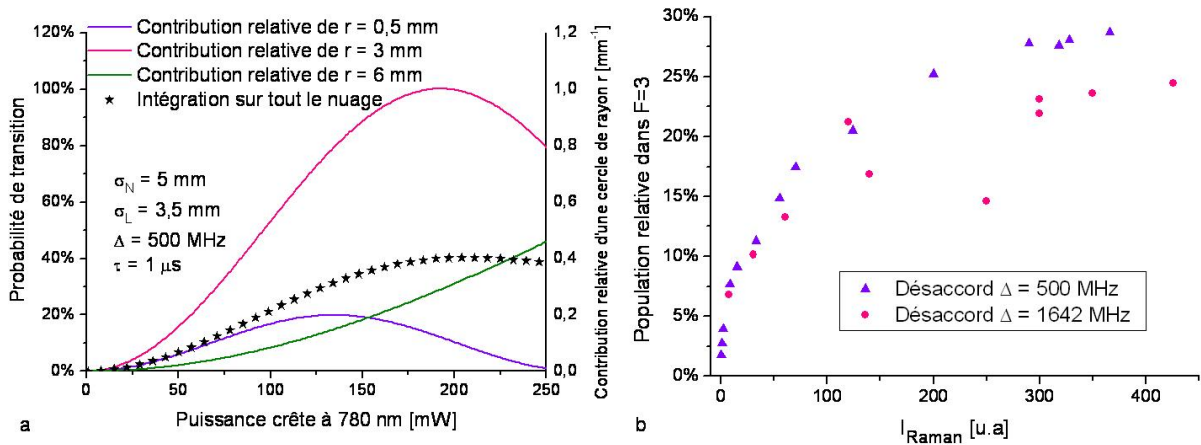 120%
100%
80%
60%
40%
20%
0%
Probabilité de transition
Contribution relative de r = 0,5 mm
Contribution relative de r = 3 mm
Contribution relative de r = 6 mm
Intégration sur tout le nuage
σN = 5 mm
σL = 3,5 mm
Δ = 500 MHz
τ = 1 μs
1,2
1,0
0,8
0,6
0,4
0,2
0,0
Contribution relative d'une cercle de rayon r [mm⁻¹]
0 50 100 150 200 250
Puissance crête à 780 nm [mW]
a
30%
25%
20%
15%
10%
5%
0%
Population relative dans F=3
Désaccord Δ = 500 MHz
Désaccord Δ = 1642 MHz
0 100 200 300 400
I Raman [u.a]
b